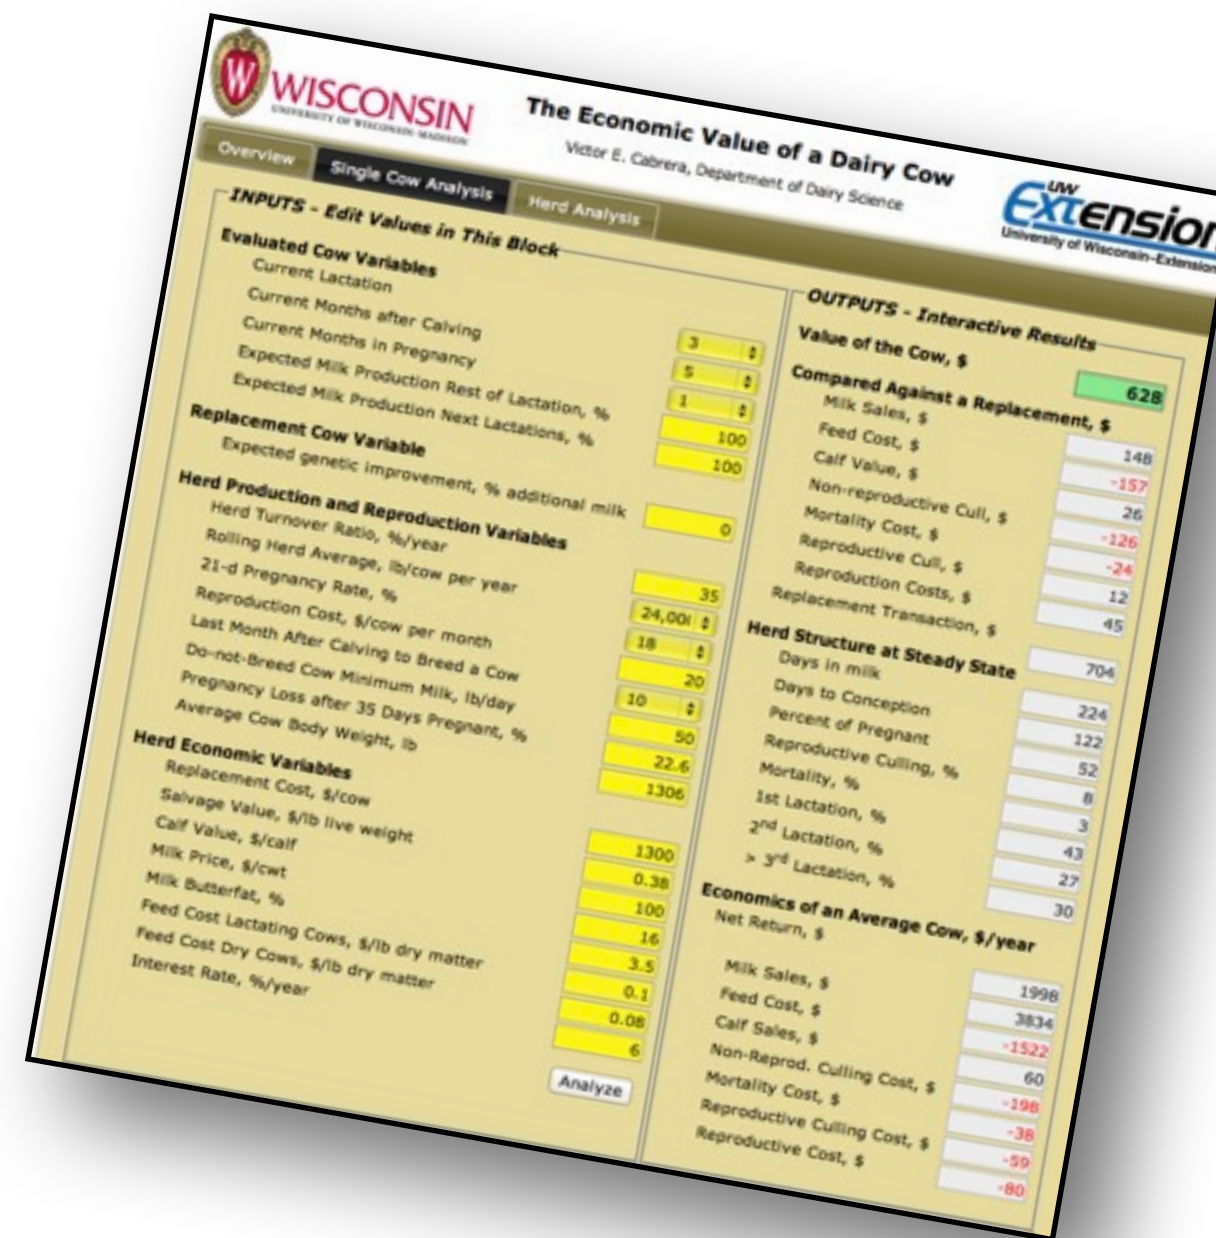 W
WISCONSIN
UNIVERSITY OF WISCONSIN-MADISON
The Economic Value of a Dairy Cow
Victor E. Cabrera, Department of Dairy Science
UW
Extension
University of Wisconsin-Extension
Overview
Single Cow Analysis
Herd Analysis
INPUTS - Edit Values in This Block
Evaluated Cow Variables
Current Lactation 3
Current Months after Calving 5
Current Months in Pregnancy 1
Expected Milk Production Rest of Lactation, % 100
Expected Milk Production Next Lactations, % 100
Replacement Cow Variable
Expected genetic improvement, % additional milk 0
Herd Production and Reproduction Variables
Herd Turnover Ratio, %/year 35
Rolling Herd Average, lb/cow per year 24,00
21-d Pregnancy Rate, % 18
Reproduction Cost, $/cow per month 20
Last Month After Calving to Breed a Cow 10
Do-not-Breed Cow Minimum Milk, lb/day 50
Pregnancy Loss after 35 Days Pregnant, % 22.6
Average Cow Body Weight, lb 1306
Herd Economic Variables
Replacement Cost, $/cow 1300
Salvage Value, $/lb live weight 0.38
Calf Value, $/calf 100
Milk Price, $/cwt 16
Milk Butterfat, % 3.5
Feed Cost Lactating Cows, $/lb dry matter 0.1
Feed Cost Dry Cows, $/lb dry matter 0.08
Interest Rate, %/year 6
Analyze
OUTPUTS - Interactive Results
Value of the Cow, $ 628
Compared Against a Replacement, $
Milk Sales, $ 148
Feed Cost, $ -157
Calf Value, $ 26
Non-reproductive Cull, $ -126
Mortality Cost, $ -24
Reproductive Cull, $ 12
Reproduction Costs, $ 45
Replacement Transaction, $ 704
Herd Structure at Steady State
Days in milk 224
Days to Conception 122
Percent of Pregnant 52
Reproductive Culling, % 8
Mortality, % 3
1st Lactation, % 43
2nd Lactation, % 27
> 3rd Lactation, % 30
Economics of an Average Cow, $/year
Net Return, $ 1998
Milk Sales, $ 3834
Feed Cost, $ -1522
Calf Sales, $ 60
Non-Reprod. Culling Cost, $ -198
Mortality Cost, $ -38
Reproductive Culling Cost, $ -59
Reproductive Cost, $ -80